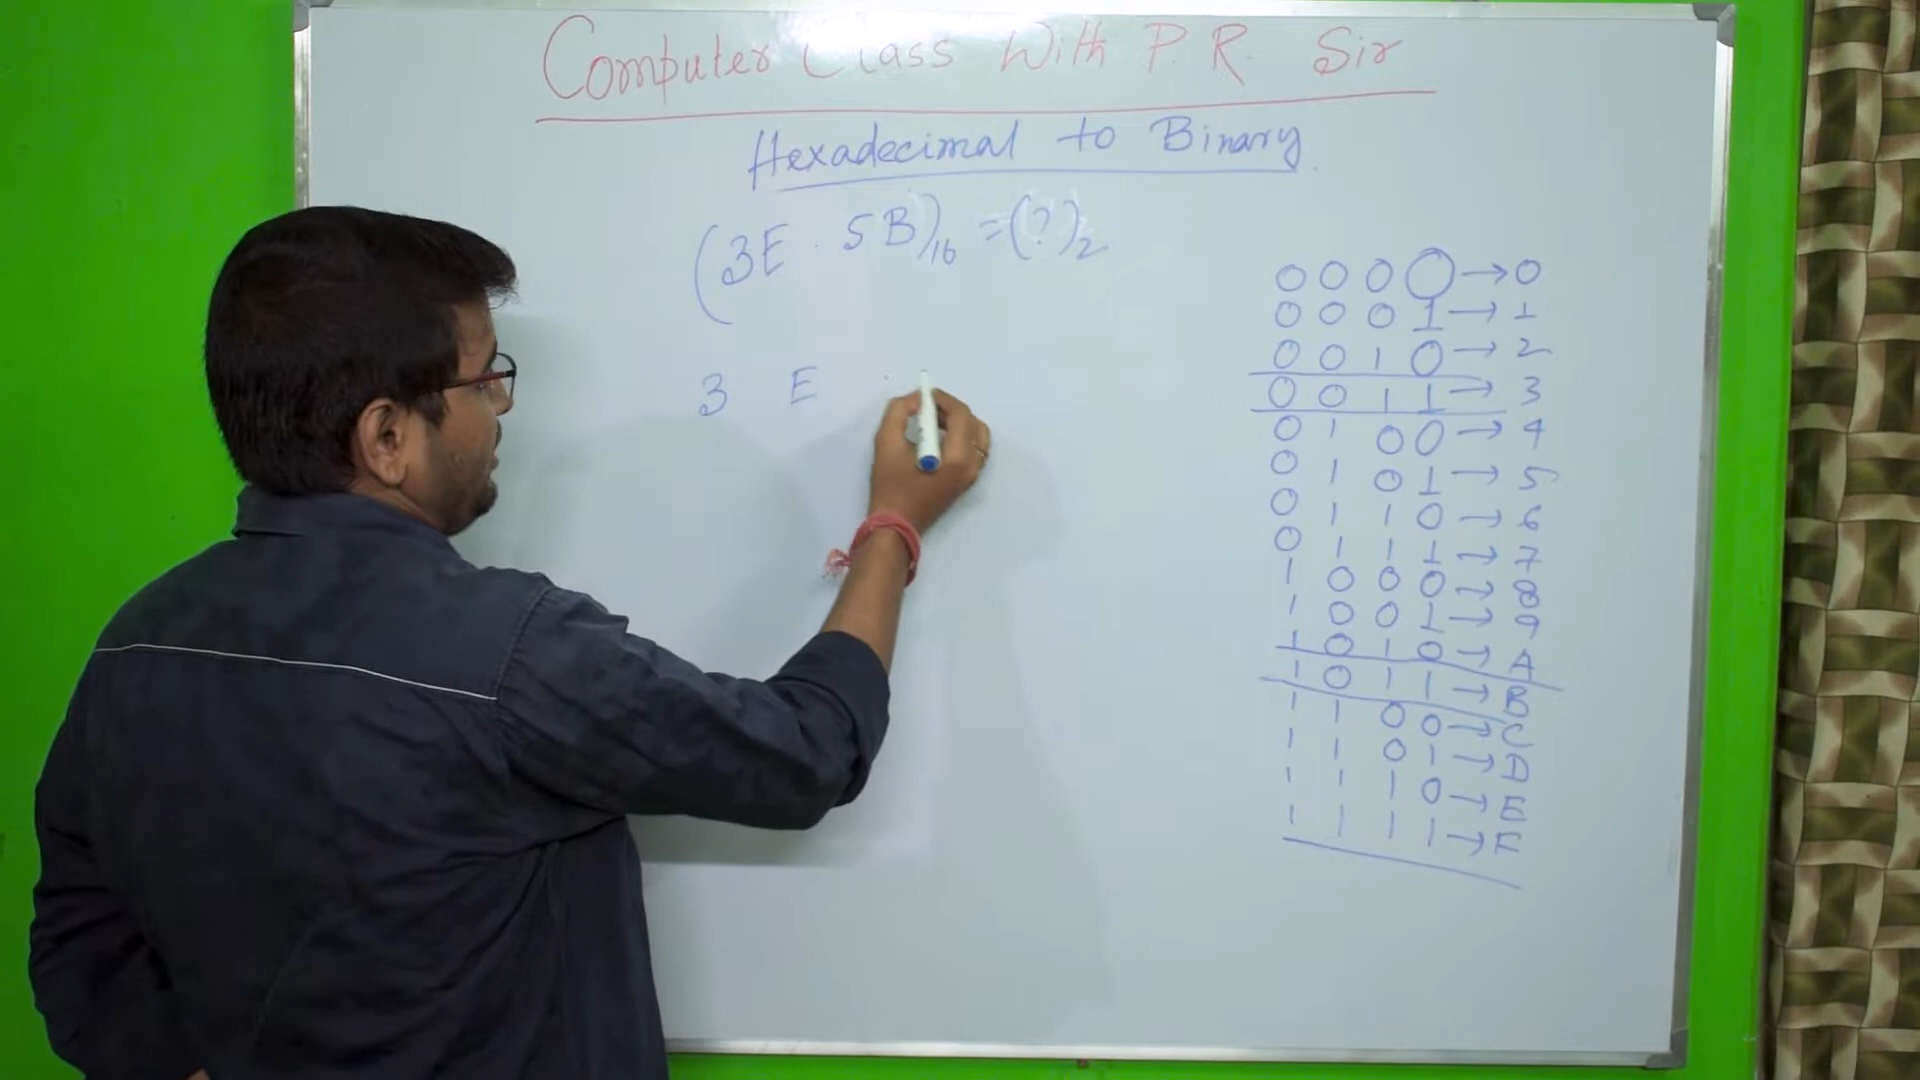 Computer Class With P. R. Sir
Hexadecimal to Binary
(3E . 5B)16 = (?)2
3 E .
0 0 0 0 → 0
0 0 0 1 → 1
0 0 1 0 → 2
0 0 1 1 → 3
0 1 0 0 → 4
0 1 0 1 → 5
0 1 1 0 → 6
0 1 1 1 → 7
1 0 0 0 → 8
1 0 0 1 → 9
1 0 1 0 → A
1 0 1 1 → B
1 1 0 0 → C
1 1 0 1 → D
1 1 1 0 → E
1 1 1 1 → F